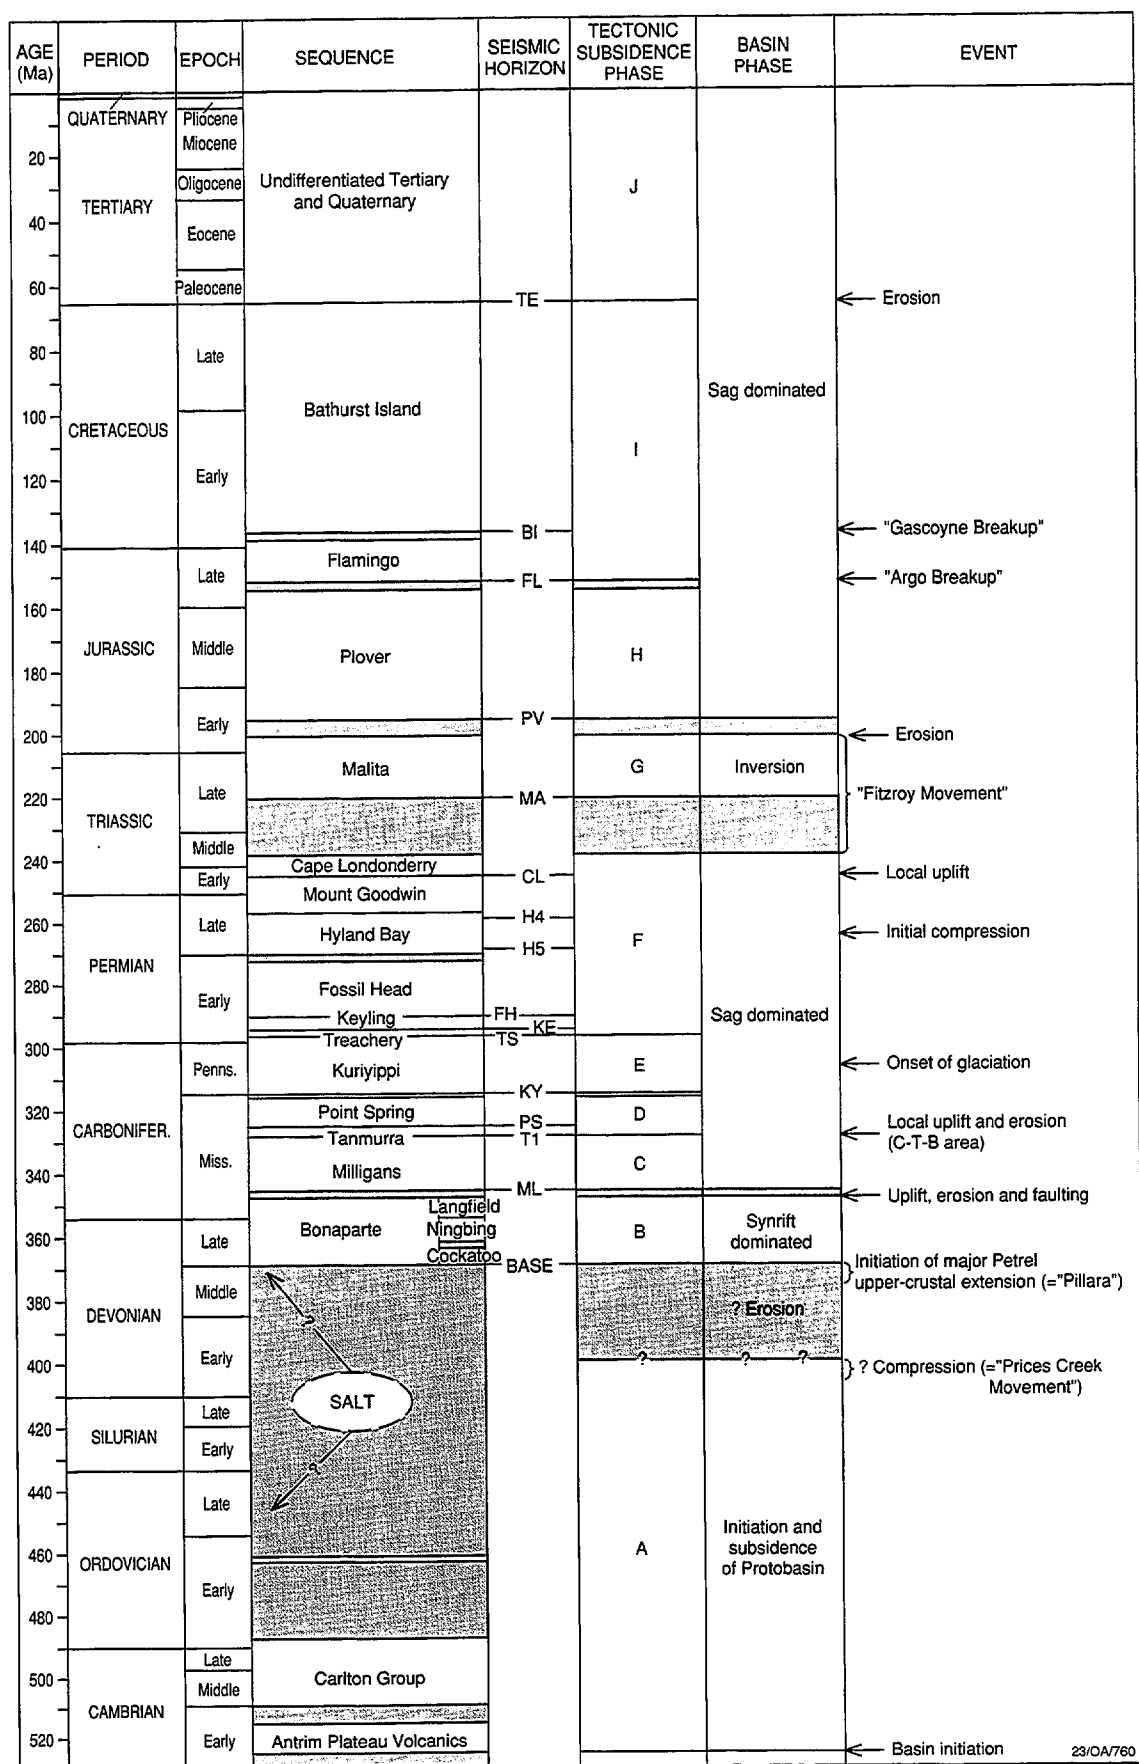 AGE (Ma)
PERIOD
EPOCH
SEQUENCE
SEISMIC HORIZON
TECTONIC SUBSIDENCE PHASE
BASIN PHASE
EVENT
QUATERNARY
Pliocene
Miocene
20
Oligocene
Undifferentiated Tertiary
and Quaternary
J
TERTIARY
40
Eocene
60
Paleocene
TE
Erosion
80
Late
Sag dominated
100
Bathurst Island
CRETACEOUS
I
120
Early
BI
"Gascoyne Breakup"
140
Flamingo
Late
FL
"Argo Breakup"
160
JURASSIC
Middle
Plover
H
180
PV
Early
200
Erosion
Malita
G
Inversion
Late
220
MA
"Fitzroy Movement"
TRIASSIC
Middle
240
Cape Londonderry
Early
CL
Local uplift
Mount Goodwin
260
Late
H4
Hyland Bay
F
Initial compression
H5
PERMIAN
280
Early
Fossil Head
FH
Sag dominated
Keyling
KE
Treachery
TS
300
Penns.
Kuriyippi
E
Onset of glaciation
KY
320
Point Spring
PS
D
Local uplift and erosion
(C-T-B area)
CARBONIFER.
Tanmurra
T1
Miss.
Milligans
C
340
ML
Uplift, erosion and faulting
Langfield
Bonaparte
Ningbing
B
Synrift
dominated
360
Late
Cockatoo
BASE
Initiation of major Petrel
upper-crustal extension (="Pillara")
Middle
380
? Erosion
DEVONIAN
?
Early
400
? ? ?
? Compression (="Prices Creek
Movement")
SALT
Late
420
SILURIAN
Early
?
440
Late
Initiation and
subsidence
of Protobasin
A
460
ORDOVICIAN
Early
480
Late
500
Middle
Carlton Group
CAMBRIAN
520
Early
Antrim Plateau Volcanics
Basin initiation
23/OA/760